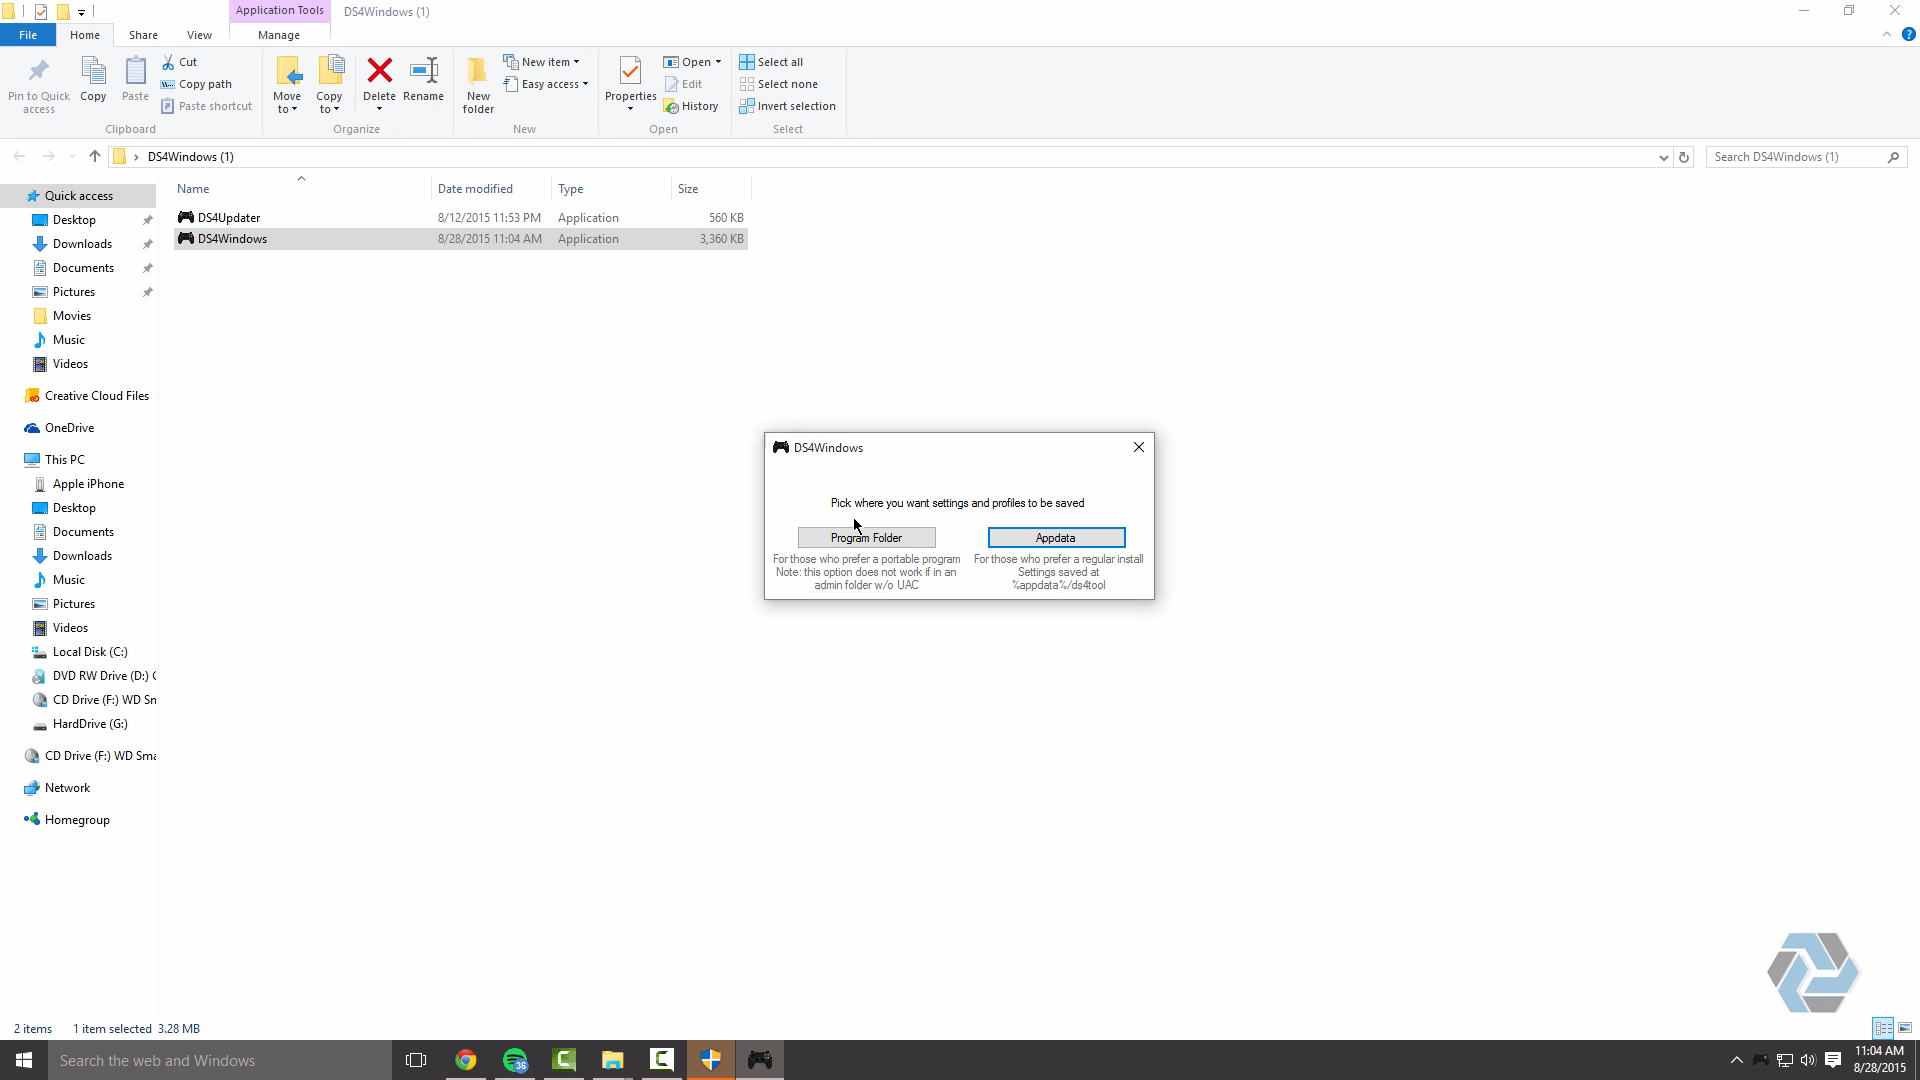 Application Tools
DS4Windows (1)
File
Home
Share
View
Manage
Pin to Quick
access
Copy
Paste
Cut
Copy path
Paste shortcut
Clipboard
Move
to
Copy
to
Delete
Rename
Organize
New
folder
New item
Easy access
New
Properties
Open
Edit
History
Open
Select all
Select none
Invert selection
Select
DS4Windows (1)
Search DS4Windows (1)
Name
Date modified
Type
Size
DS4Updater 8/12/2015 11:53 PM Application 560 KB
DS4Windows 8/28/2015 11:04 AM Application 3,360 KB
Quick access
Desktop
Downloads
Documents
Pictures
Movies
Music
Videos
Creative Cloud Files
OneDrive
This PC
Apple iPhone
Desktop
Documents
Downloads
Music
Pictures
Videos
Local Disk (C:)
DVD RW Drive (D:) C
CD Drive (F:) WD Sn
HardDrive (G:)
CD Drive (F:) WD Sma
Network
Homegroup
DS4Windows
Pick where you want settings and profiles to be saved
Program Folder
For those who prefer a portable program
Note: this option does not work if in an
admin folder w/o UAC
Appdata
For those who prefer a regular install
Settings saved at
%appdata%/ds4tool
2 items
1 item selected 3.28 MB
Search the web and Windows
36
11:04 AM
8/28/2015